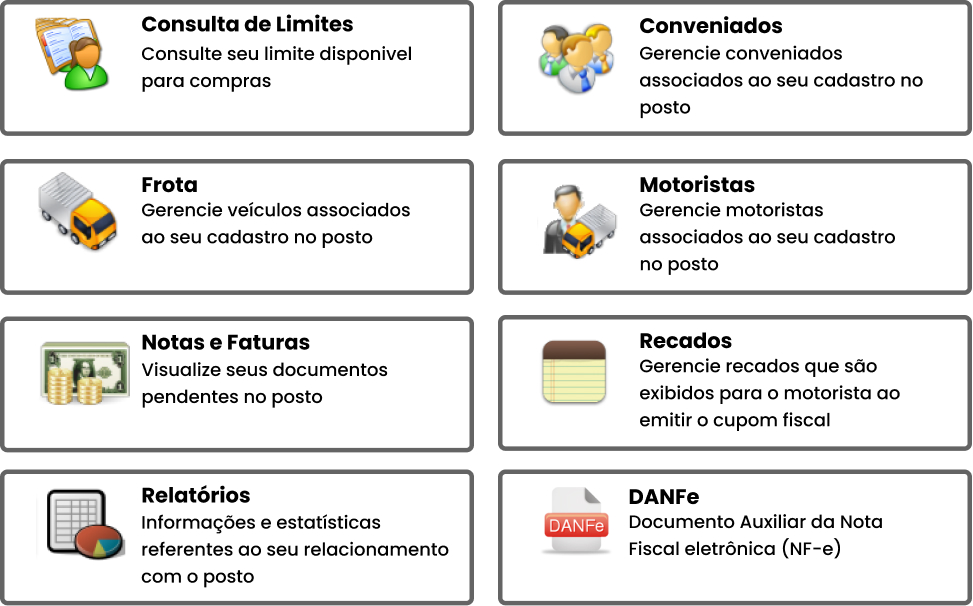 Consulta de Limites
Consulte seu limite disponivel
para compras
Conveniados
Gerencie conveniados
associados ao seu cadastro no
posto
Frota
Gerencie veículos associados
ao seu cadastro no posto
Motoristas
Gerencie motoristas
associados ao seu cadastro
no posto
Notas e Faturas
Visualize seus documentos
pendentes no posto
Recados
Gerencie recados que são
exibidos para o motorista ao
emitir o cupom fiscal
Relatórios
Informações e estatísticas
referentes ao seu relacionamento
com o posto
DANFe
DANFe
Documento Auxiliar da Nota
Fiscal eletrônica (NF-e)